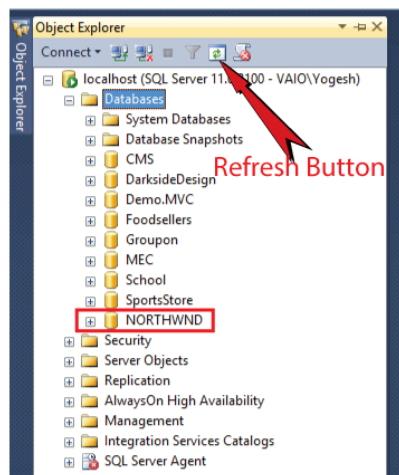 Object Explorer
Object Explorer
Connect
localhost (SQL Server 11. 100 - VAIO\Yogesh)
Databases
System Databases
Database Snapshots
Refresh Button
CMS
DarksideDesign
Demo.MVC
Foodsellers
Groupon
MEC
School
SportsStore
NORTHWND
Security
Server Objects
Replication
AlwaysOn High Availability
Management
Integration Services Catalogs
SQL Server Agent